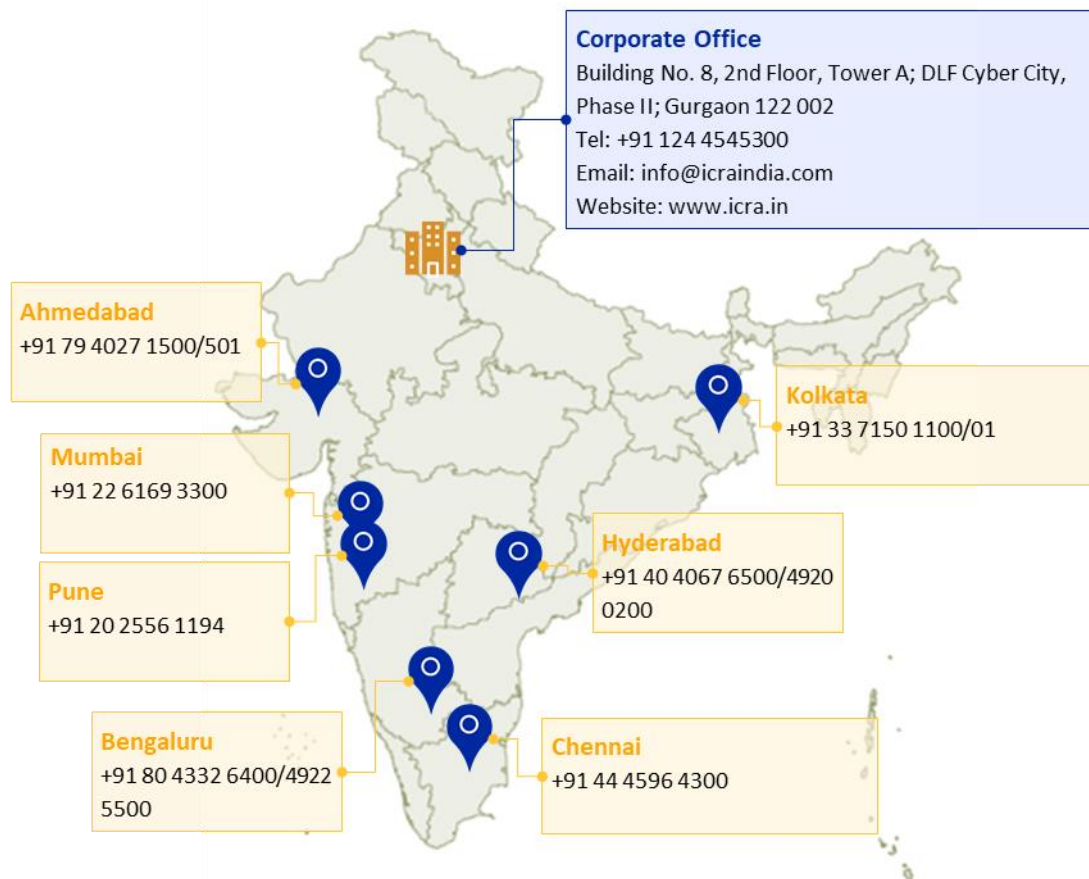 Corporate Office
Building No. 8, 2nd Floor, Tower A; DLF Cyber City,
Phase II; Gurgaon 122 002
Tel: +91 124 4545300
Email: info@icraindia.com
Website: www.icra.in
Ahmedabad
+91 79 4027 1500/501
Kolkata
+91 33 7150 1100/01
Mumbai
+91 22 6169 3300
Hyderabad
+91 40 4067 6500/4920
0200
Pune
+91 20 2556 1194
Bengaluru
+91 80 4332 6400/4922
5500
Chennai
+91 44 4596 4300